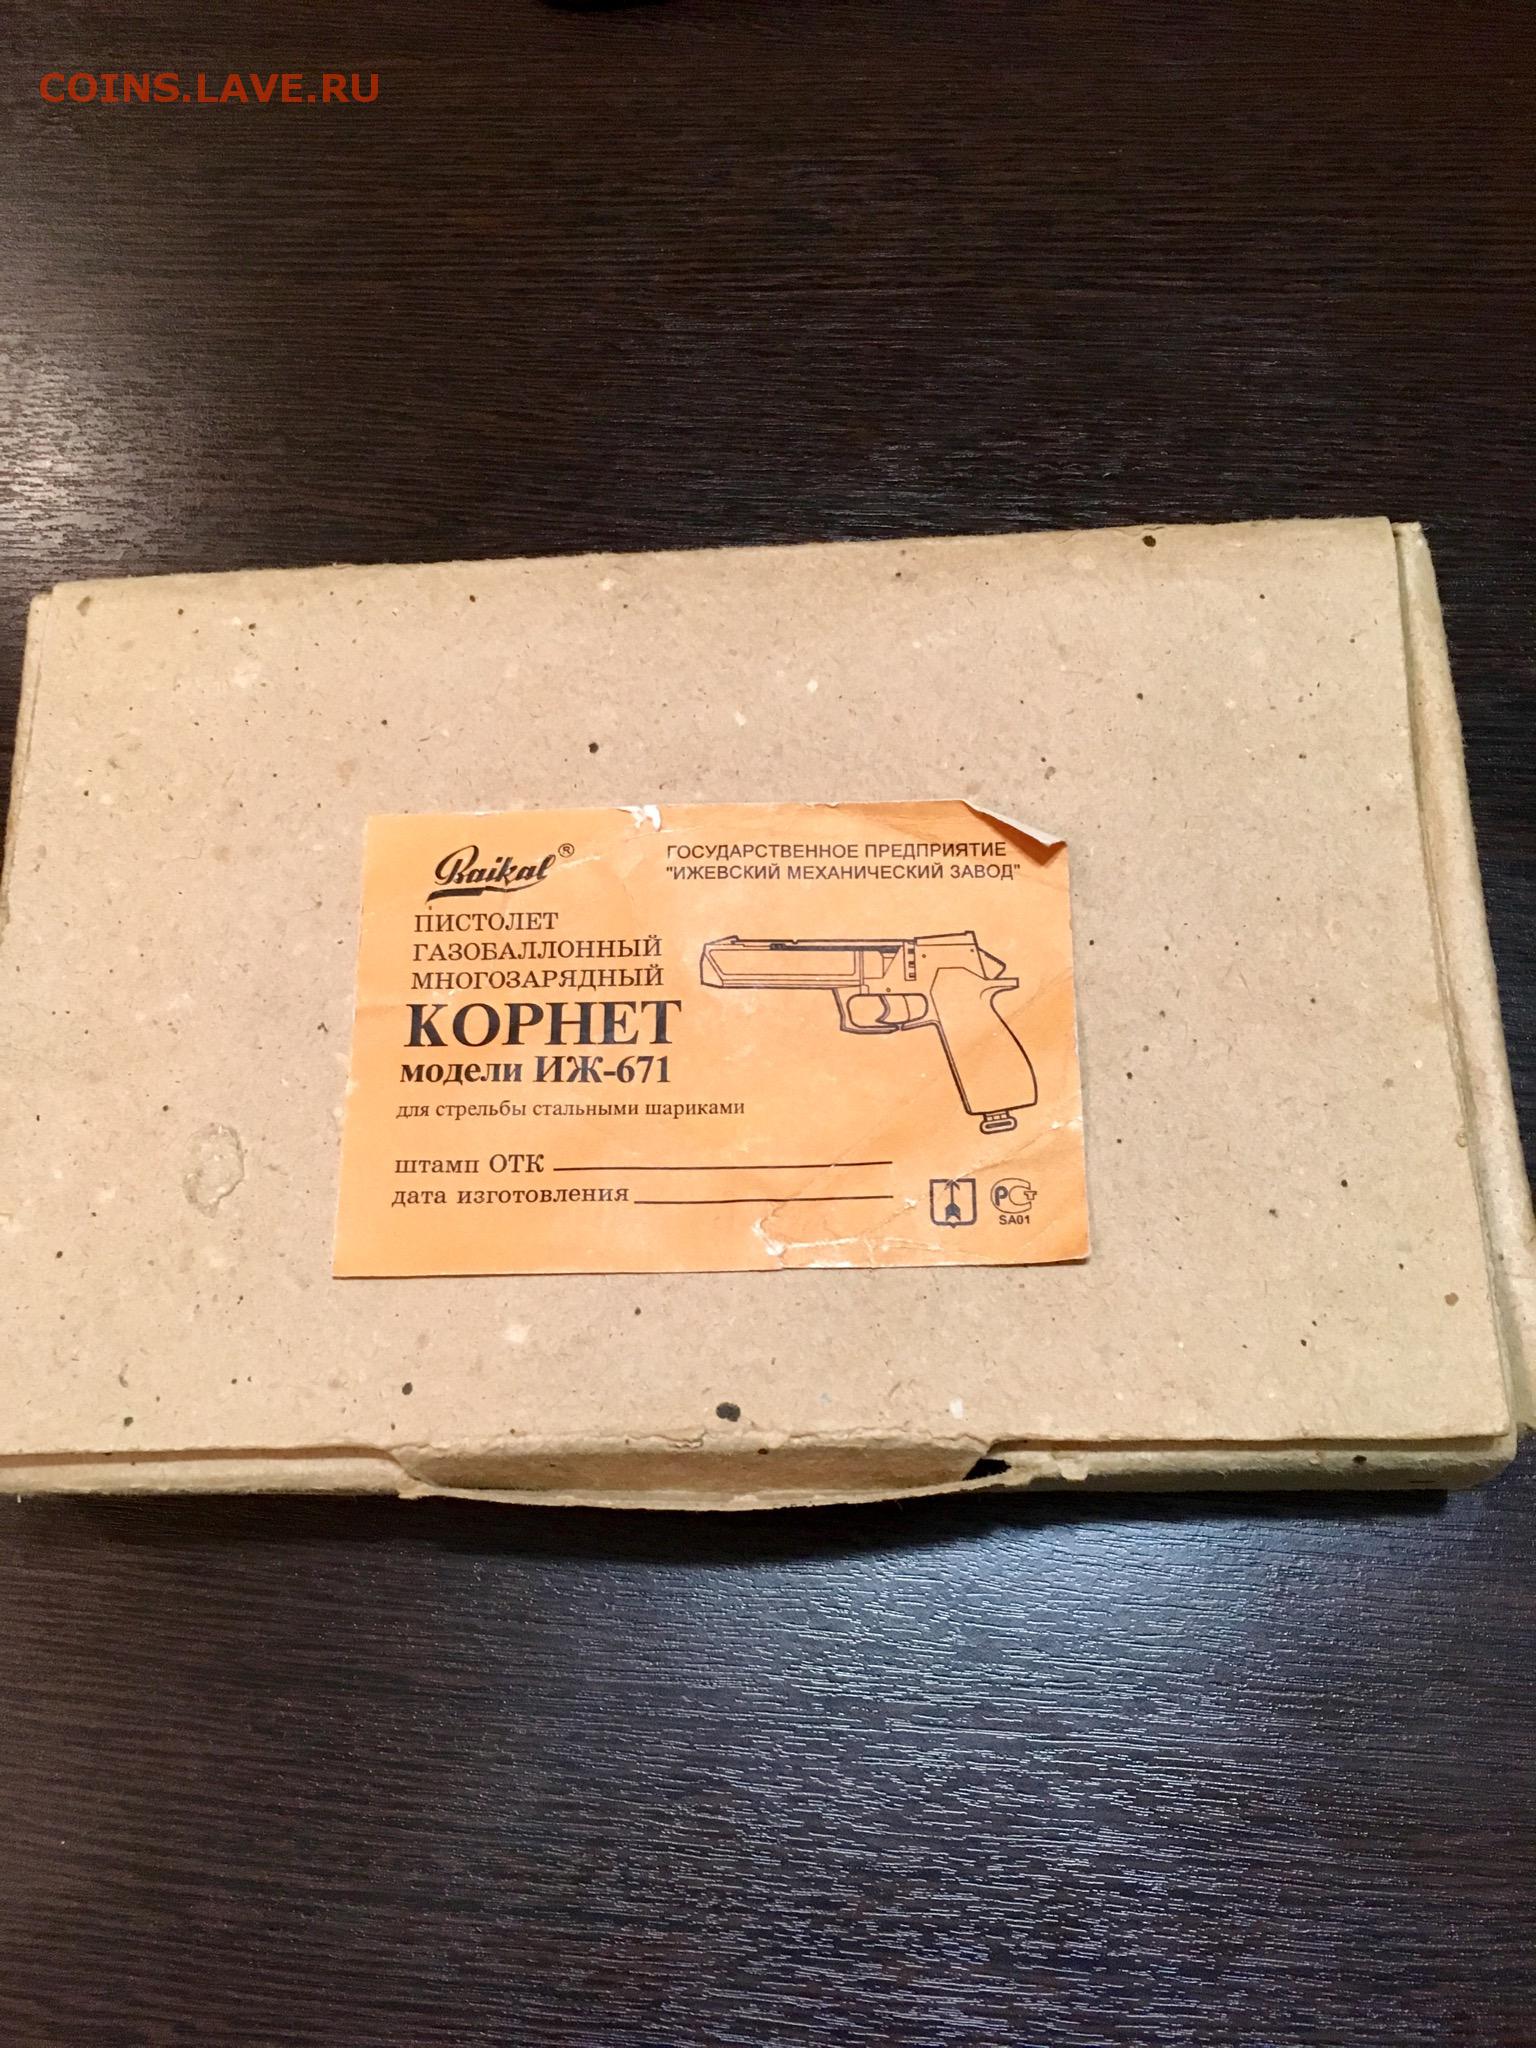 COINS.LAVE.RU
Baikal ®
ГОСУДАРСТВЕННОЕ ПРЕДПРИЯТИЕ
"ИЖЕВСКИЙ МЕХАНИЧЕСКИЙ ЗАВОД"
ПИСТОЛЕТ
ГАЗОБАЛЛОННЫЙ
МНОГОЗАРЯДНЫЙ
КОРНЕТ
модели ИЖ-671
для стрельбы стальными шариками
штамп ОТК
дата изготовления
РСТ
SA01